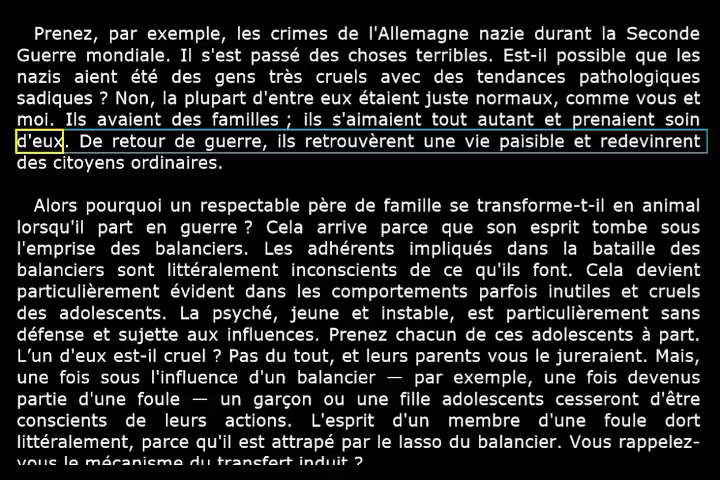 Prenez, par exemple, les crimes de l'Allemagne nazie durant la Seconde
Guerre mondiale. Il s'est passé des choses terribles. Est-il possible que les
nazis aient été des gens très cruels avec des tendances pathologiques
sadiques ? Non, la plupart d'entre eux étaient juste normaux, comme vous et
moi. Ils avaient des familles ; ils s'aimaient tout autant et prenaient soin
d'eux. De retour de guerre, ils retrouvèrent une vie paisible et redevinrent
des citoyens ordinaires.
Alors pourquoi un respectable père de famille se transforme-t-il en animal
lorsqu'il part en guerre ? Cela arrive parce que son esprit tombe sous
l'emprise des balanciers. Les adhérents impliqués dans la bataille des
balanciers sont littéralement inconscients de ce qu'ils font. Cela devient
particulièrement évident dans les comportements parfois inutiles et cruels
des adolescents. La psyché, jeune et instable, est particulièrement sans
défense et sujette aux influences. Prenez chacun de ces adolescents à part.
L’un d'eux est-il cruel ? Pas du tout, et leurs parents vous le jureraient. Mais,
une fois sous l'influence d'un balancier — par exemple, une fois devenus
partie d'une foule — un garçon ou une fille adolescents cesseront d'être
conscients de leurs actions. L'esprit d'un membre d'une foule dort
littéralement, parce qu'il est attrapé par le lasso du balancier. Vous rappelez-
vous le mécanisme du transfert induit ?